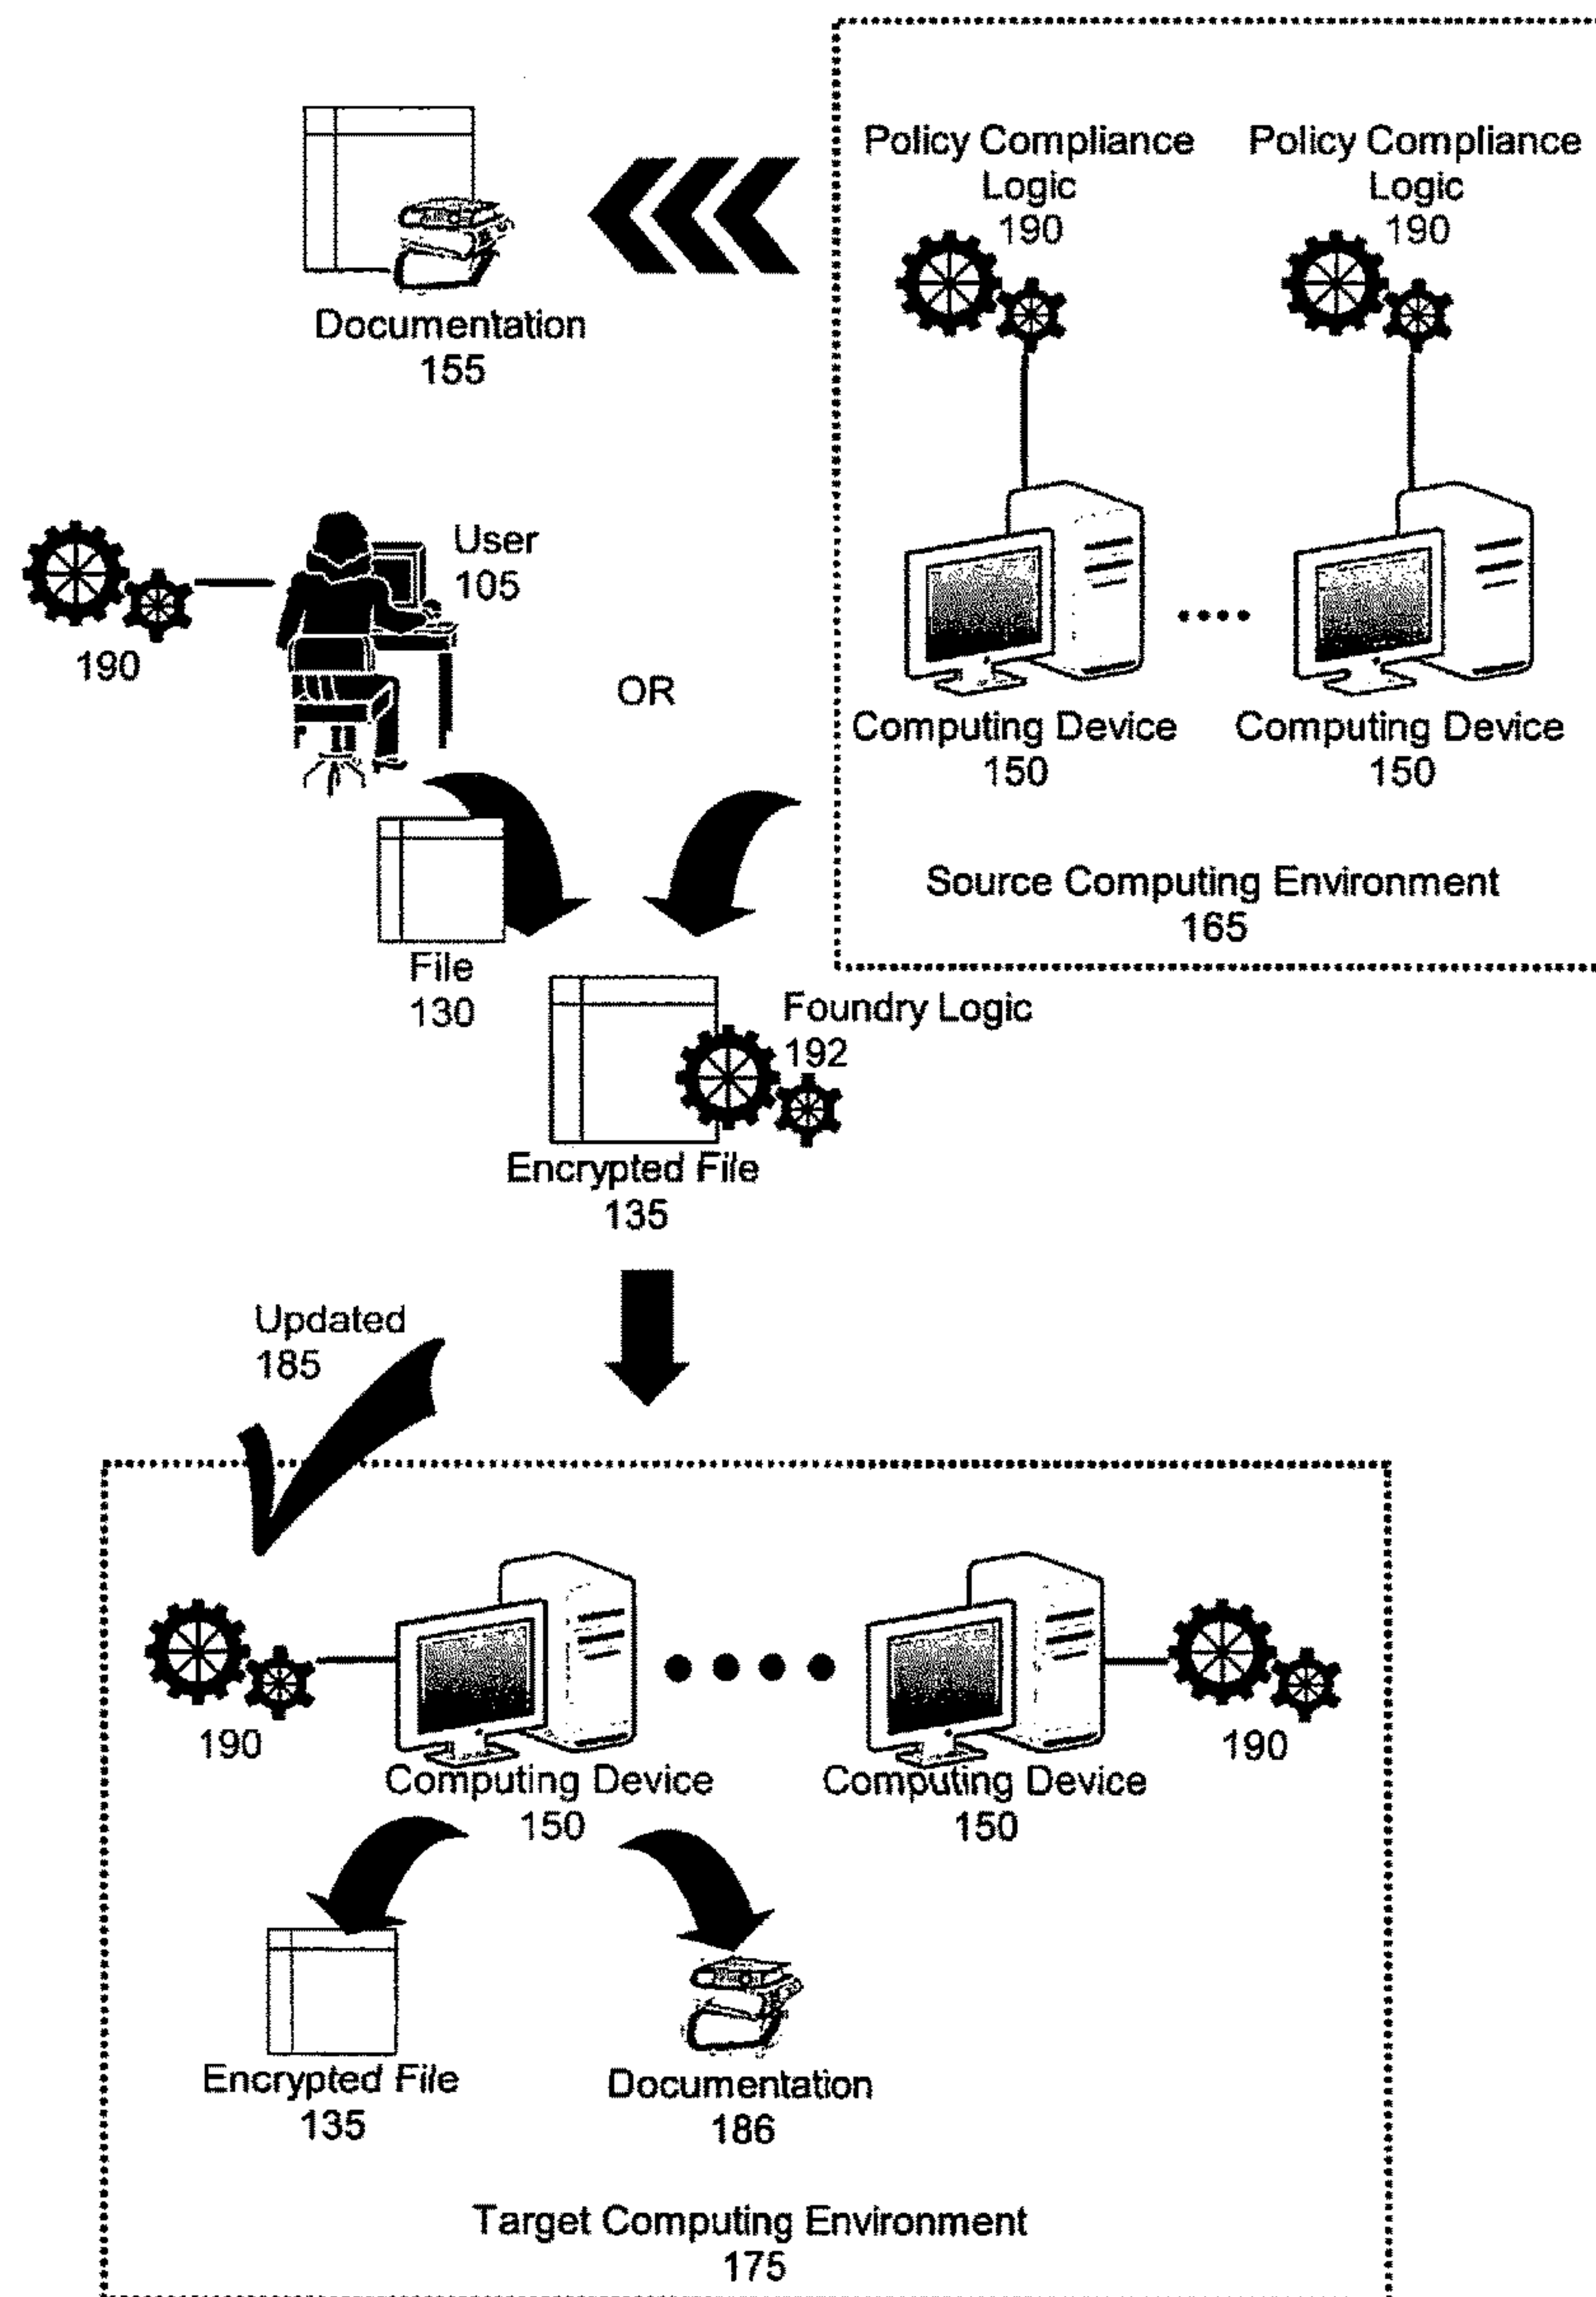 Policy Compliance
Logic
190
Policy Compliance
Logic
190
Documentation
155
User
105
190
OR
Computing Device
150
Computing Device
150
Source Computing Environment
165
File
130
Foundry Logic
192
Encrypted File
135
Updated
185
190
Computing Device
150
Computing Device
150
190
Encrypted File
135
Documentation
186
Target Computing Environment
175